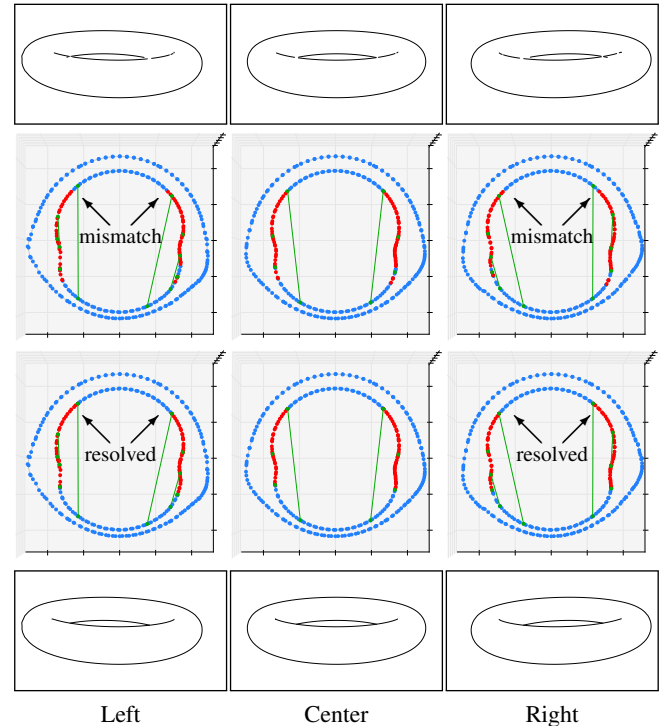 mismatch
mismatch
resolved
resolved
Left
Center
Right